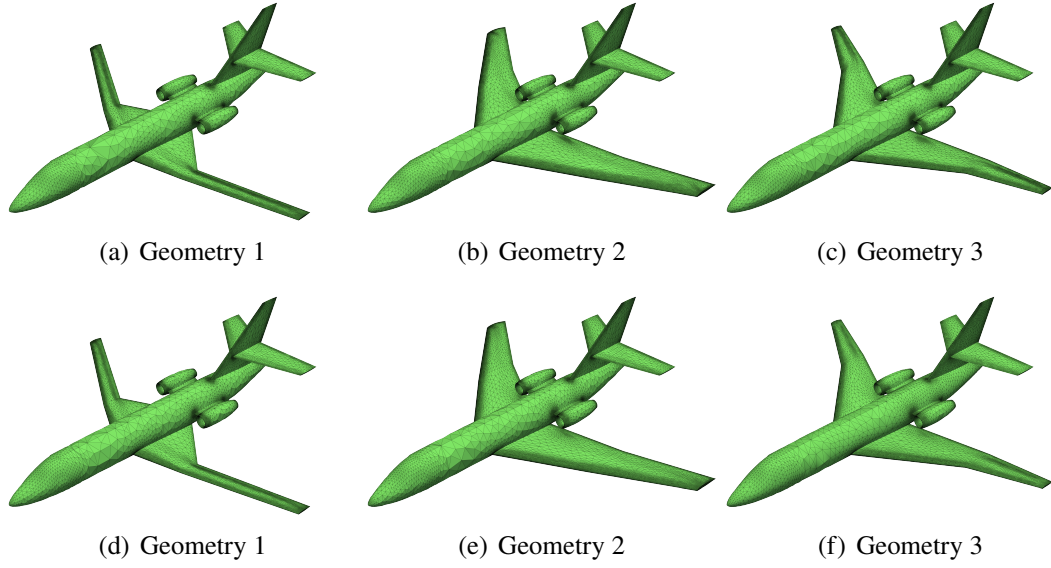 (a) Geometry 1
(b) Geometry 2
(c) Geometry 3
(d) Geometry 1
(e) Geometry 2
(f) Geometry 3